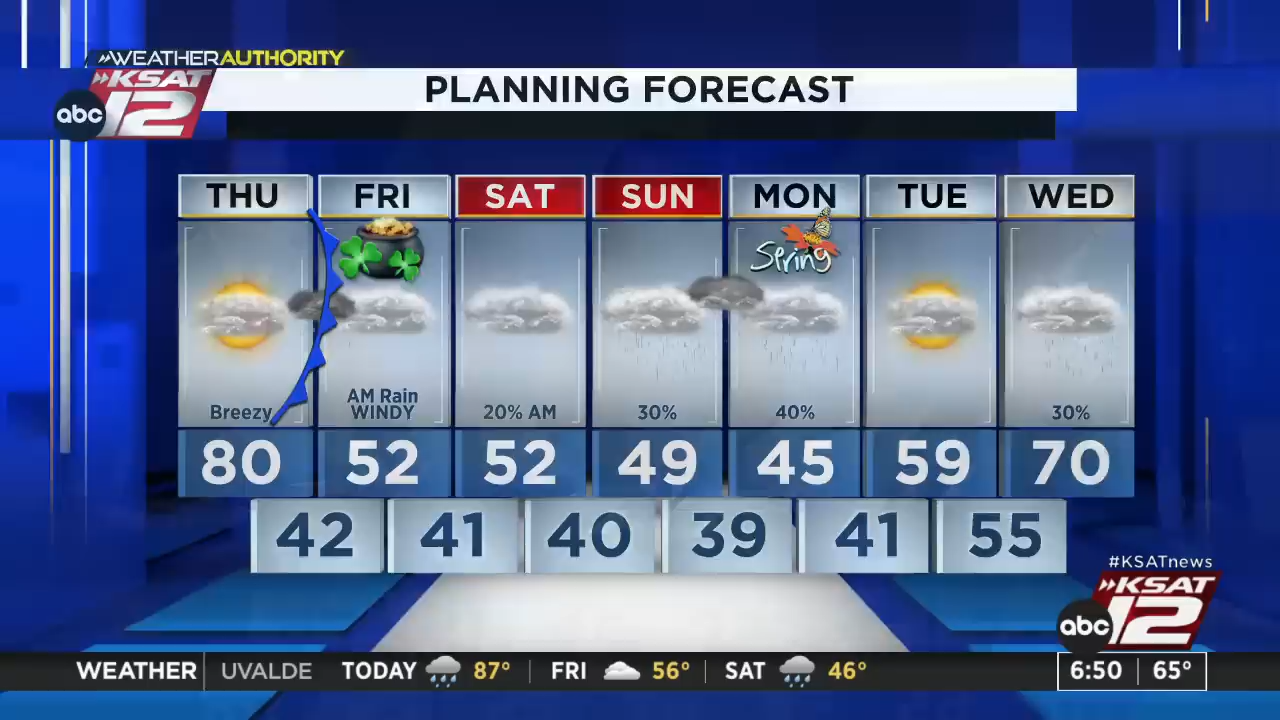 WEATHERAUTHORITY
KSAT
abc 12
PLANNING FORECAST
THU FRI SAT SUN MON TUE WED
Spring
Breezy AM Rain WINDY 20% AM 30% 40% 30%
80 52 52 49 45 59 70
42 41 40 39 41 55
#KSATnews
KSAT
abc 12
WEATHER UVALDE TODAY 87° FRI 56° SAT 46° 6:50 65°